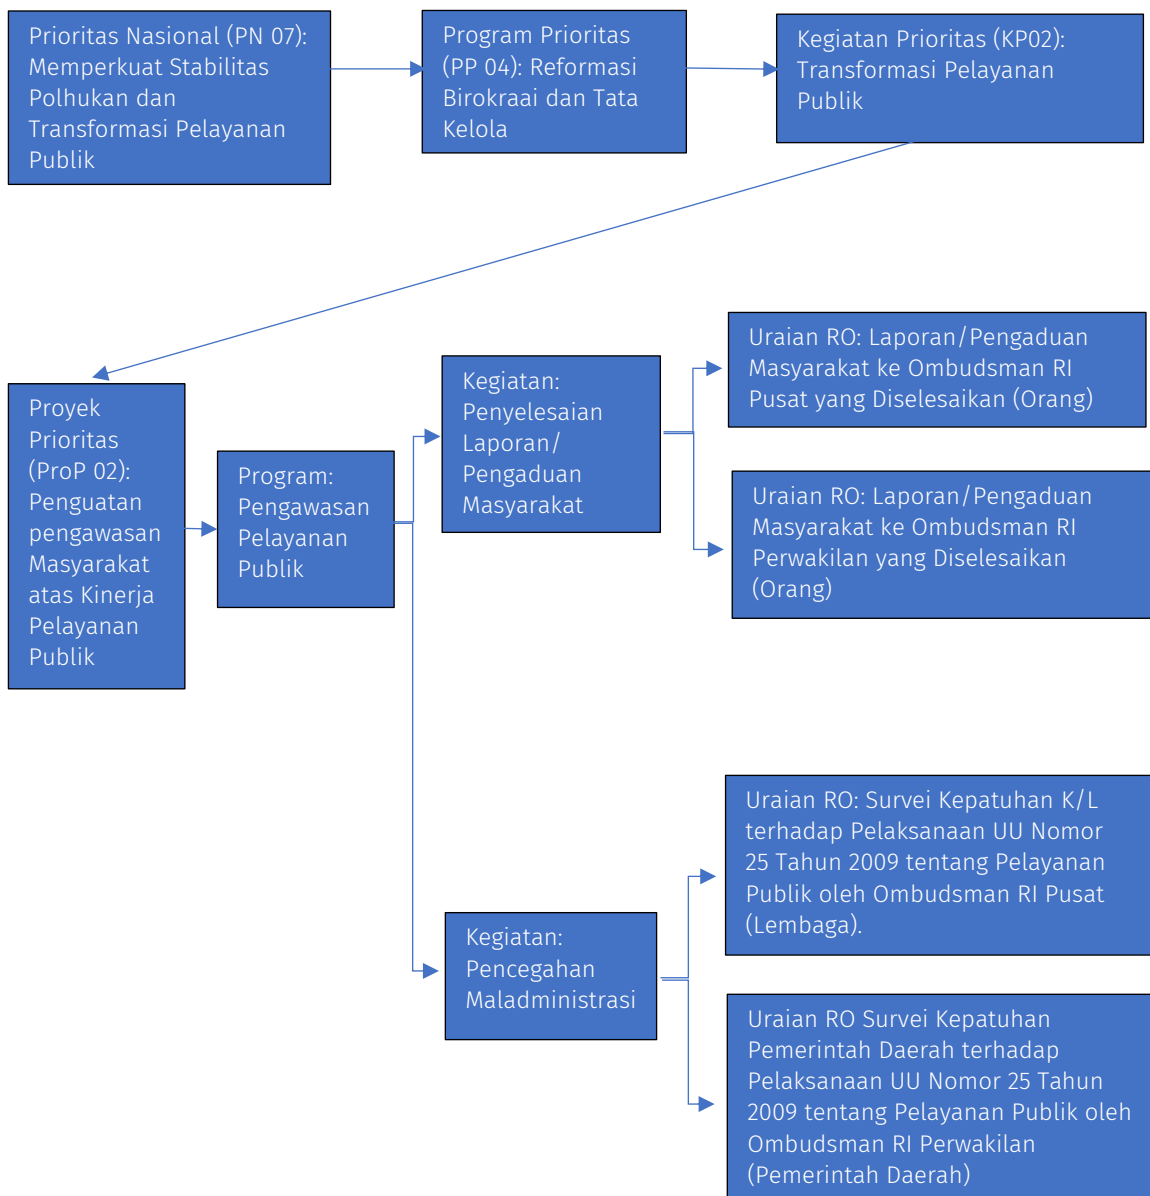 Prioritas Nasional (PN 07):
Memperkuat Stabilitas
Polhukan dan
Transformasi Pelayanan
Publik
Program Prioritas
(PP 04): Reformasi
Birokraai dan Tata
Kelola
Kegiatan Prioritas (KP02):
Transformasi Pelayanan
Publik
Proyek
Prioritas
(ProP 02):
Penguatan
pengawasan
Masyarakat
atas Kinerja
Pelayanan
Publik
Program:
Pengawasan
Pelayanan
Publik
Kegiatan:
Penyelesaian
Laporan/
Pengaduan
Masyarakat
Uraian RO: Laporan/Pengaduan
Masyarakat ke Ombudsman RI
Pusat yang Diselesaikan (Orang)
Uraian RO: Laporan/Pengaduan
Masyarakat ke Ombudsman RI
Perwakilan yang Diselesaikan
(Orang)
Kegiatan:
Pencegahan
Maladministrasi
Uraian RO: Survei Kepatuhan K/L
terhadap Pelaksanaan UU Nomor
25 Tahun 2009 tentang Pelayanan
Publik oleh Ombudsman RI Pusat
(Lembaga).
Uraian RO Survei Kepatuhan
Pemerintah Daerah terhadap
Pelaksanaan UU Nomor 25 Tahun
2009 tentang Pelayanan Publik oleh
Ombudsman RI Perwakilan
(Pemerintah Daerah)